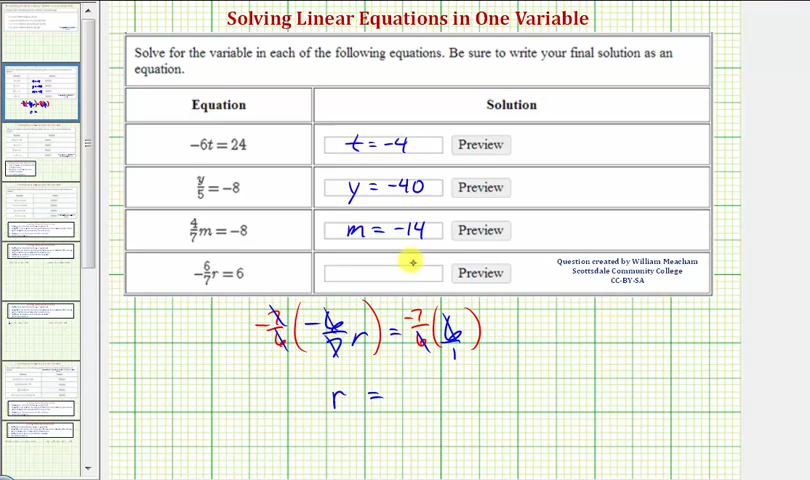 Solving Linear Equations in One Variable
Solve for the variable in each of the following equations. Be sure to write your final solution as an
equation.
Equation Solution
−6t = 24 t = -4 Preview
y/5 = −8 y = -40 Preview
4/7 m = −8 m = -14 Preview
−6/7 r = 6 Preview
Question created by William Meacham
Scottsdale Community College
CC-BY-SA
-7/6 ( -6/7 r ) = -7/6 ( 6/1 )
r =